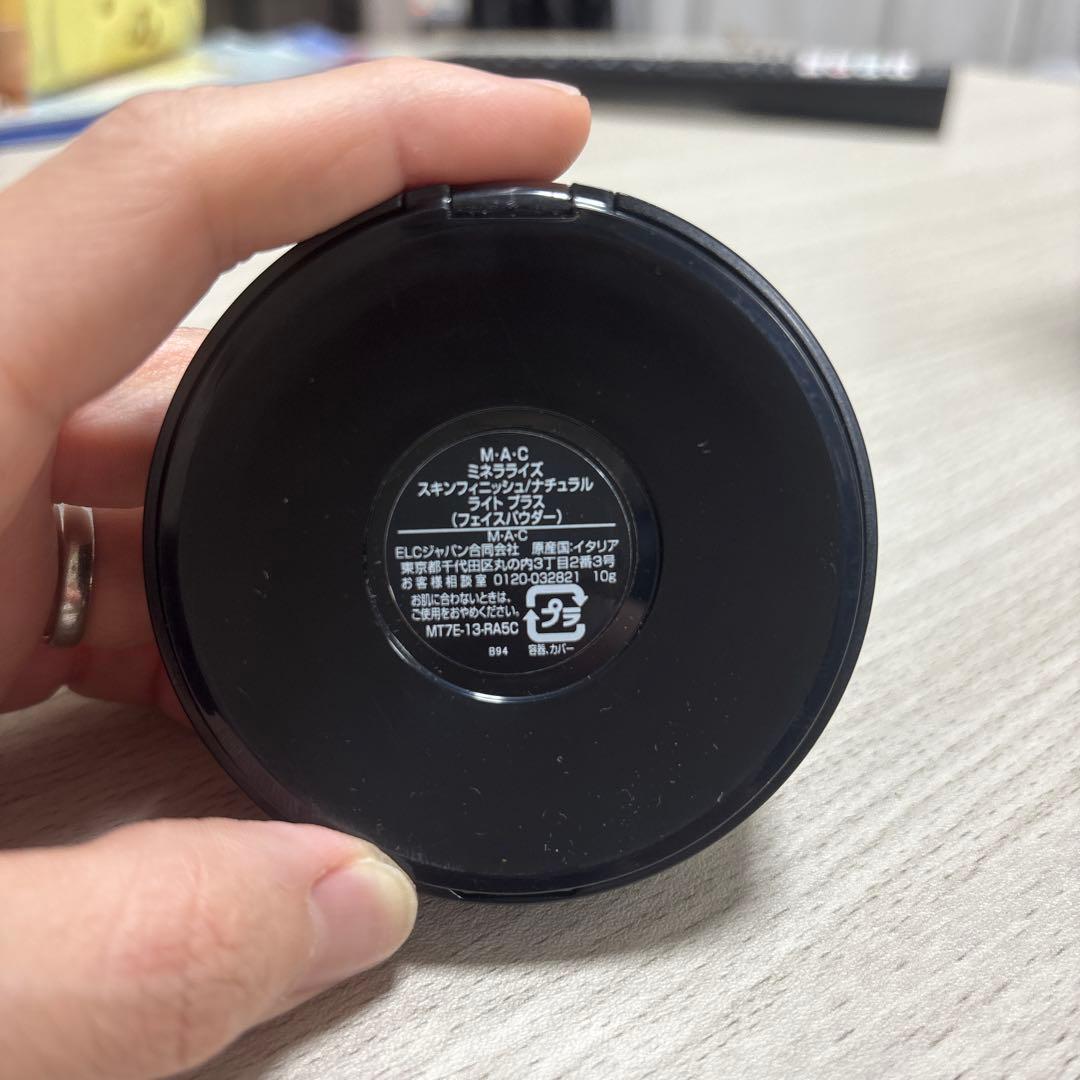 M·A·C
ミネラライズ
スキンフィニッシュ/ナチュラル
ライト プラス
(フェイスパウダー)
M·A·C
ELCジャパン合同会社 原産国:イタリア
東京都千代田区丸の内3丁目2番3号
お客様相談室 0120-032821 10g
お肌に合わないときは、
ご使用をおやめください。
プラ
MT7E-13-RA5C
B94 容器、カバー